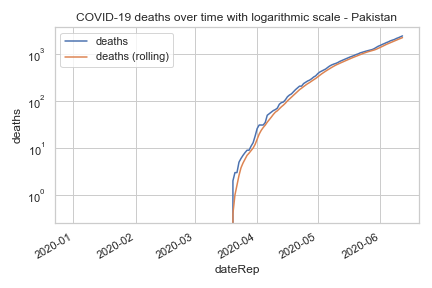 COVID-19 deaths over time with logarithmic scale - Pakistan
deaths
deaths (rolling)
10³
10²
10¹
10⁰
deaths
2020-01
2020-02
2020-03
2020-04
2020-05
2020-06
dateRep